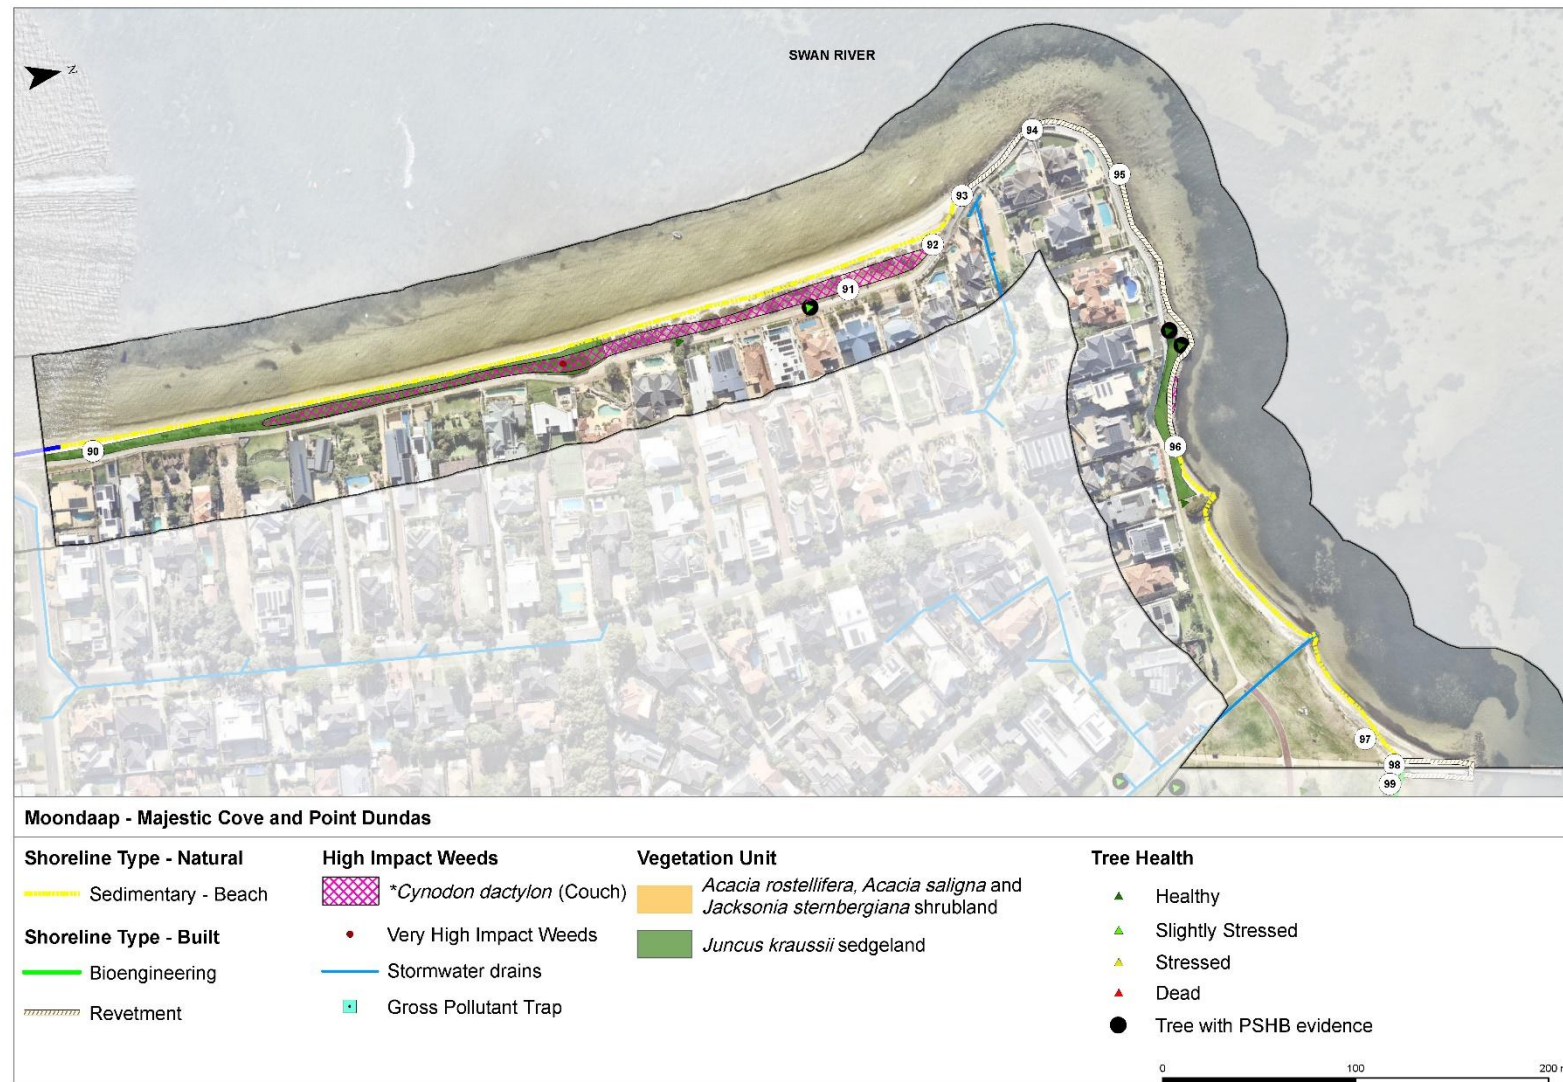 SWAN RIVER
N
94
95
93
92
91
90
96
97
98
99
Moondaap - Majestic Cove and Point Dundas
Shoreline Type - Natural
Sedimentary - Beach
Shoreline Type - Built
Bioengineering
Revetment
High Impact Weeds
*Cynodon dactylon (Couch)
Very High Impact Weeds
Stormwater drains
Gross Pollutant Trap
Vegetation Unit
Acacia rostellifera, Acacia saligna and
Jacksonia sternbergiana shrubland
Juncus kraussii sedgeland
Tree Health
Healthy
Slightly Stressed
Stressed
Dead
Tree with PSHB evidence
0 100 200